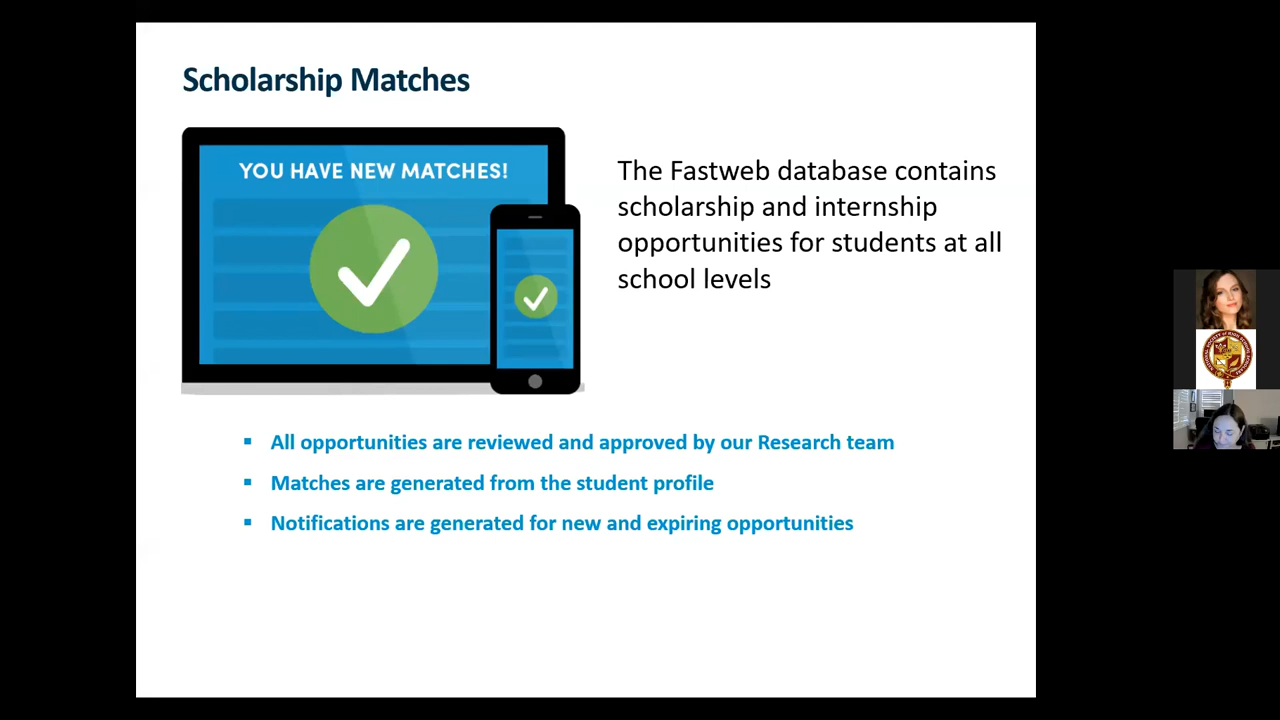 Scholarship Matches
YOU HAVE NEW MATCHES!
The Fastweb database contains
scholarship and internship
opportunities for students at all
school levels
▪ All opportunities are reviewed and approved by our Research team
▪ Matches are generated from the student profile
▪ Notifications are generated for new and expiring opportunities